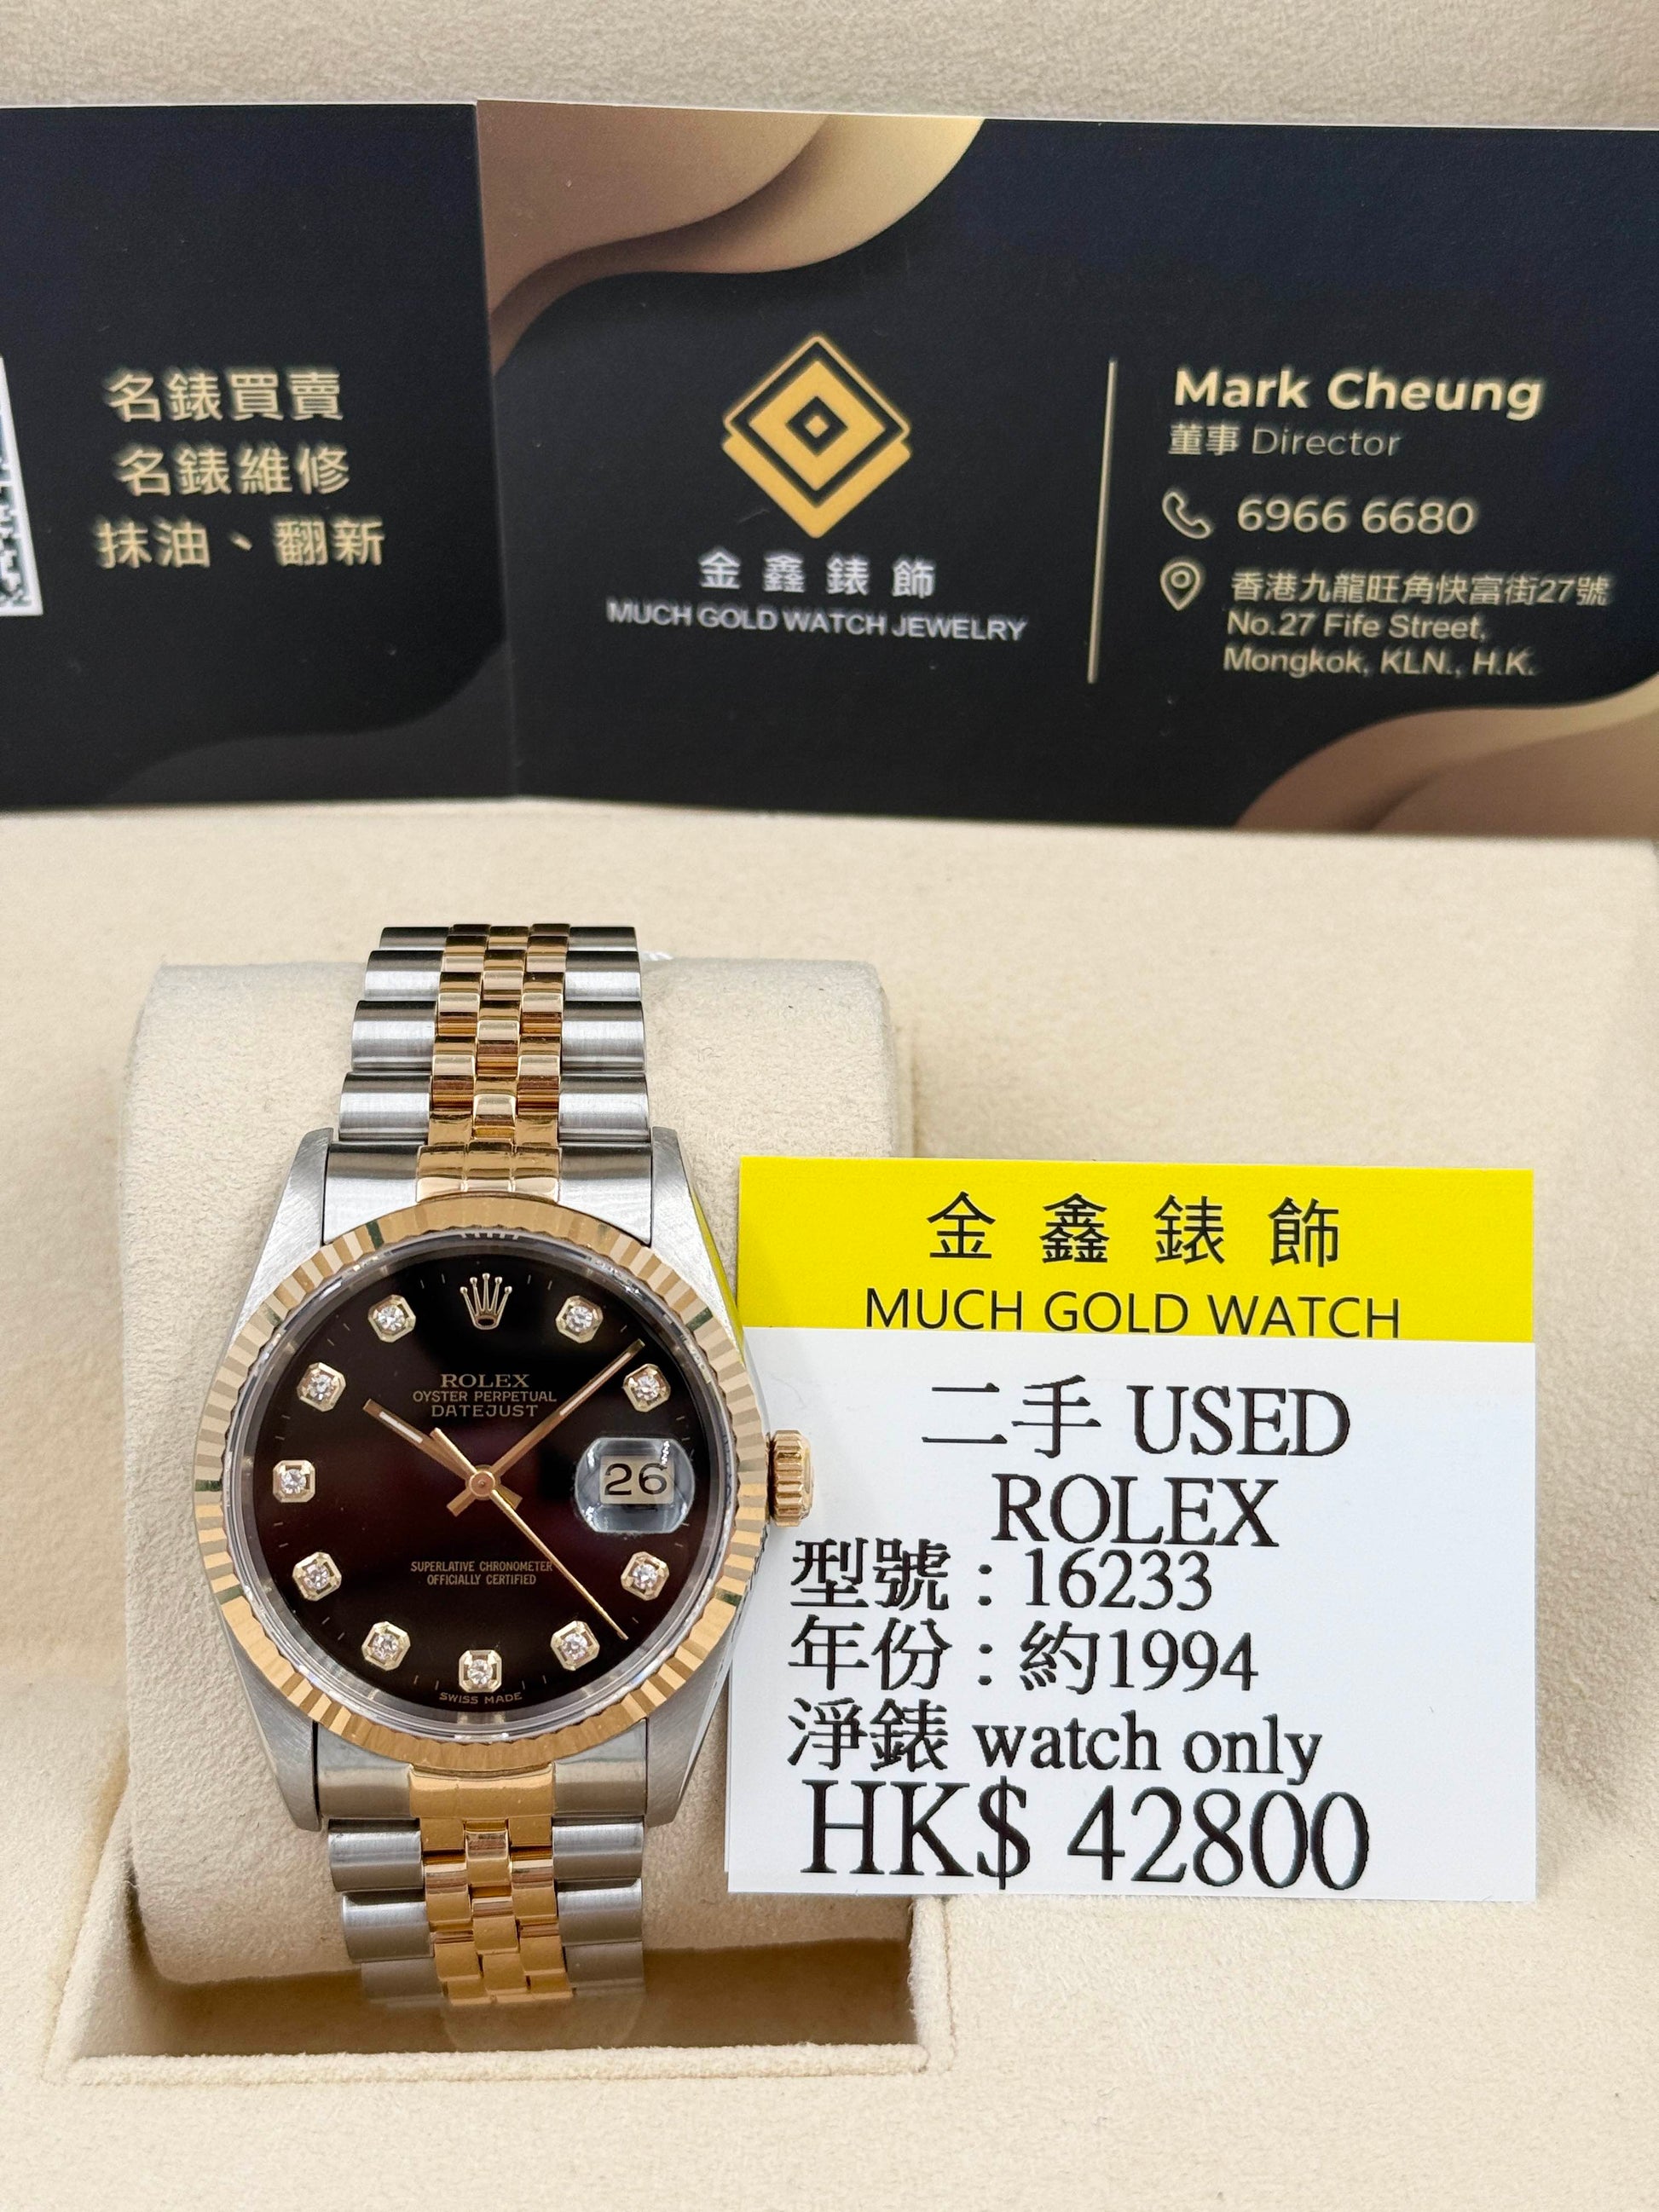 名錶買賣
名錶維修
抹油、翻新
金鑫錶飾
MUCH GOLD WATCH JEWELRY
Mark Cheung
董事 Director
6966 6680
香港九龍旺角快富街27號
No.27 Fife Street,
Mongkok, KLN., H.K.
ROLEX
OYSTER PERPETUAL
DATEJUST
26
SUPERLATIVE CHRONOMETER
OFFICIALLY CERTIFIED
SWISS MADE
金鑫錶飾
MUCH GOLD WATCH
二手 USED
ROLEX
型號：16233
年份：約1994
淨錶 watch only
HK$ 42800